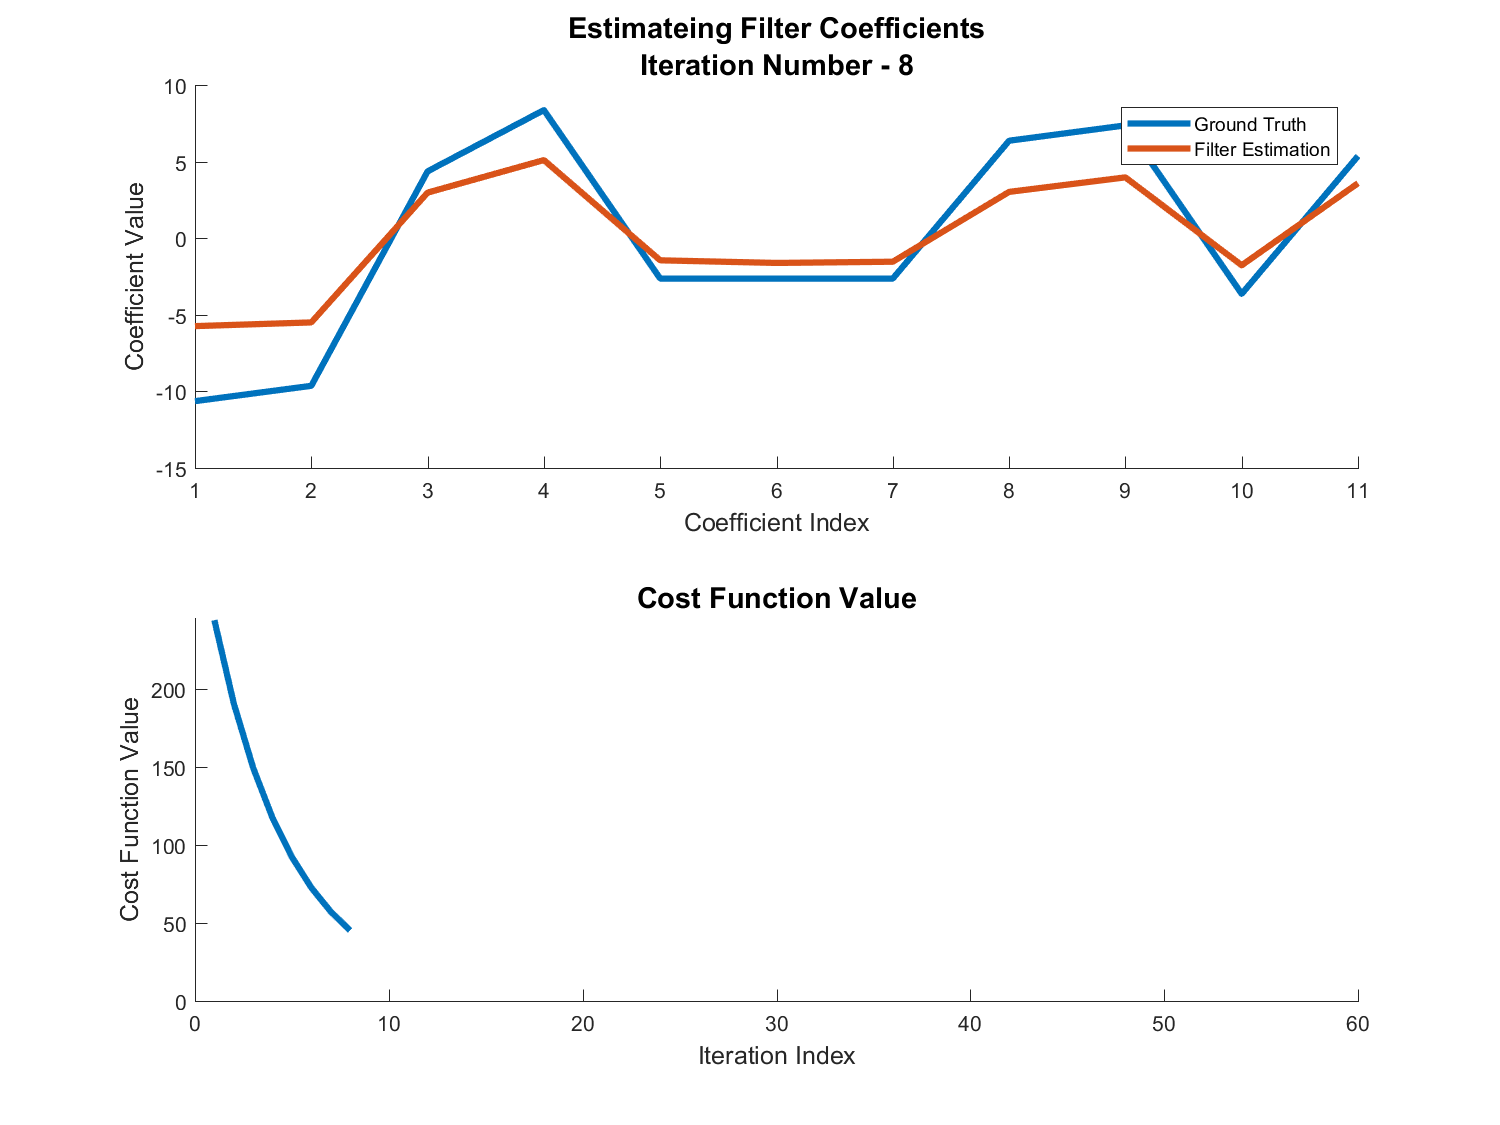 Estimateing Filter Coefficients
Iteration Number - 8
10
5
0
-5
-10
-15
Coefficient Value
Ground Truth
Filter Estimation
1 2 3 4 5 6 7 8 9 10 11
Coefficient Index
Cost Function Value
200
150
100
50
0
Cost Function Value
0 10 20 30 40 50 60
Iteration Index